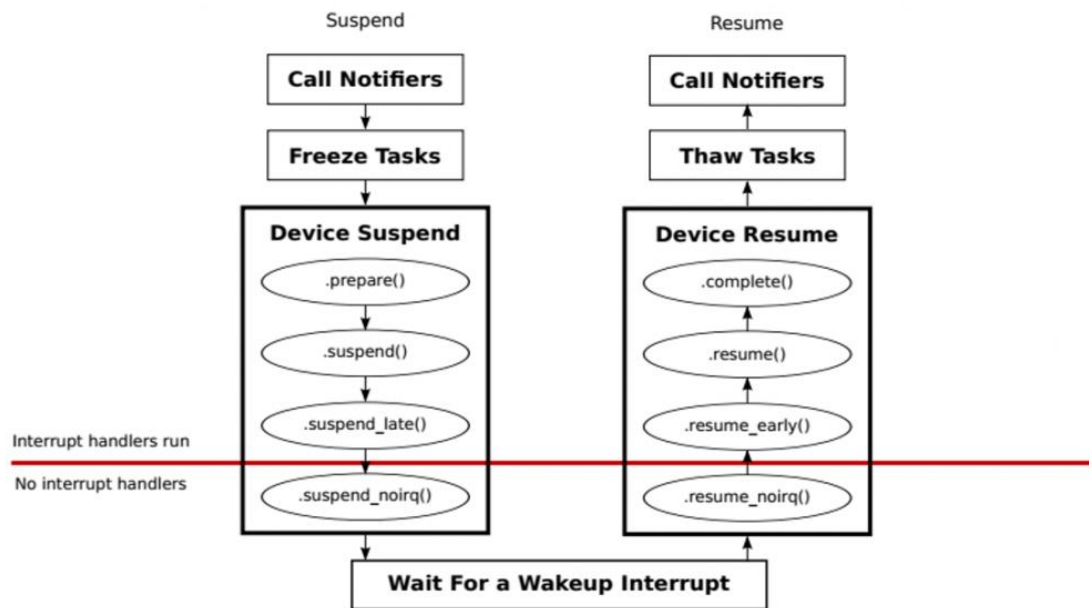 Suspend
Resume
Call Notifiers
Call Notifiers
Freeze Tasks
Thaw Tasks
Device Suspend
Device Resume
.prepare()
.complete()
.suspend()
.resume()
.suspend_late()
.resume_early()
Interrupt handlers run
No interrupt handlers
.suspend_noirq()
.resume_noirq()
Wait For a Wakeup Interrupt